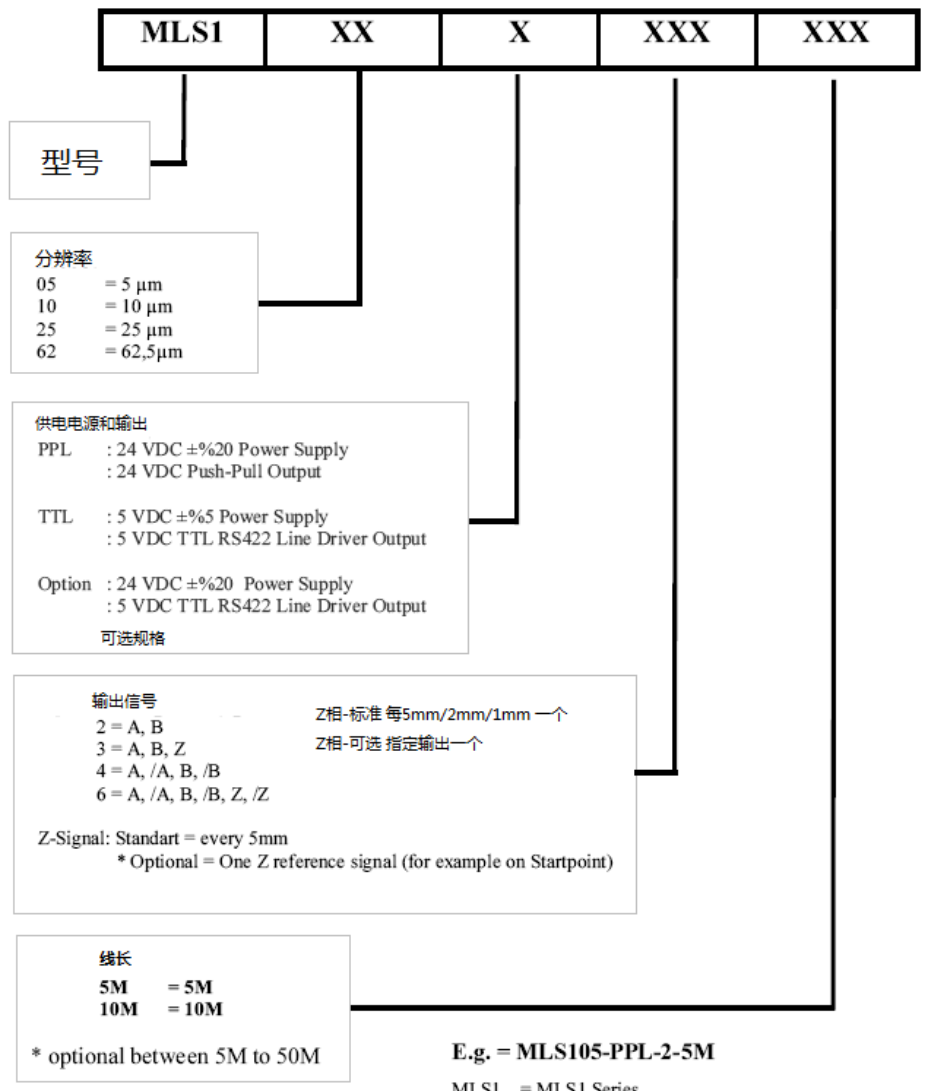 MLS1 XX X XXX XXX
型号
分辨率
05 = 5 µm
10 = 10 µm
25 = 25 µm
62 = 62,5µm
供电电源和输出
PPL : 24 VDC ±%20 Power Supply
: 24 VDC Push-Pull Output
TTL : 5 VDC ±%5 Power Supply
: 5 VDC TTL RS422 Line Driver Output
Option : 24 VDC ±%20 Power Supply
: 5 VDC TTL RS422 Line Driver Output
可选规格
输出信号
2 = A, B
3 = A, B, Z
4 = A, /A, B, /B
6 = A, /A, B, /B, Z, /Z
Z相-标准 每5mm/2mm/1mm 一个
Z相-可选 指定输出一个
Z-Signal: Standart = every 5mm
* Optional = One Z reference signal (for example on Startpoint)
线长
5M = 5M
10M = 10M
* optional between 5M to 50M
E.g. = MLS105-PPL-2-5M
MLS1 = MLS1 Series